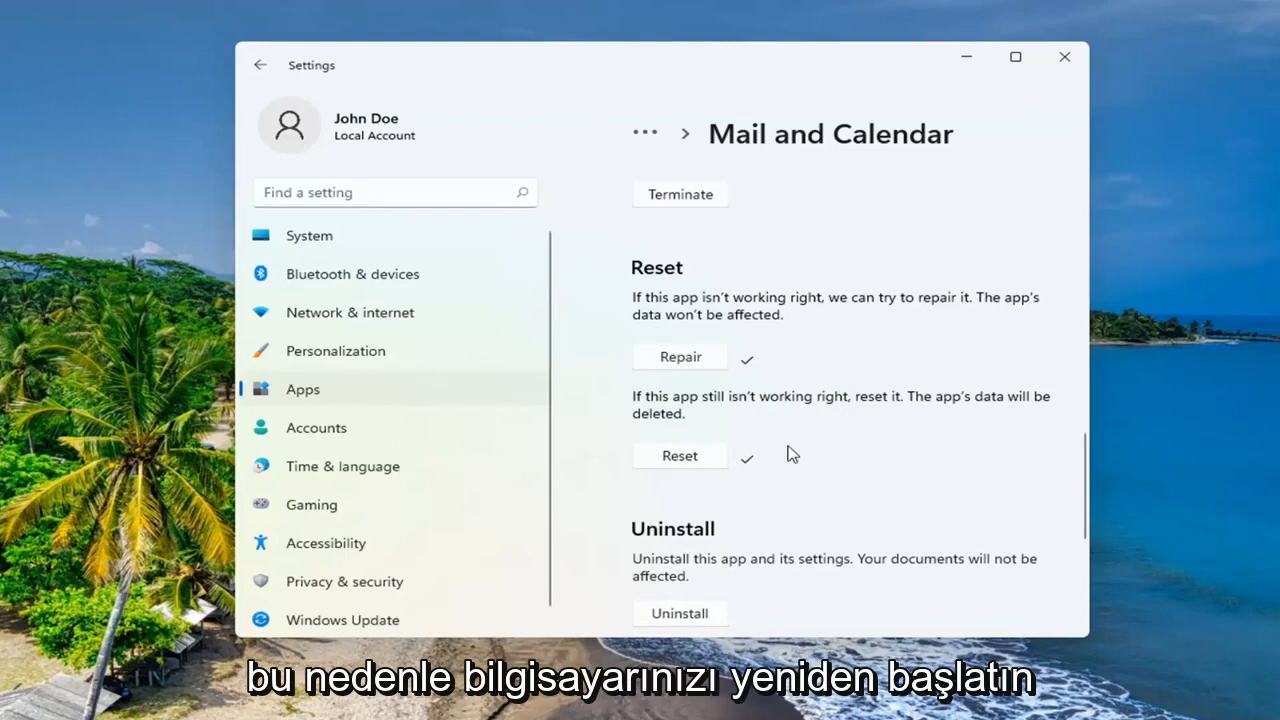 Settings
John Doe
Local Account
Find a setting
System
Bluetooth & devices
Network & internet
Personalization
Apps
Accounts
Time & language
Gaming
Accessibility
Privacy & security
Windows Update
··· > Mail and Calendar
Terminate
Reset
If this app isn't working right, we can try to repair it. The app's
data won't be affected.
Repair
If this app still isn't working right, reset it. The app's data will be
deleted.
Reset
Uninstall
Uninstall this app and its settings. Your documents will not be
affected.
Uninstall
bu nedenle bilgisayarınızı yeniden başlatın